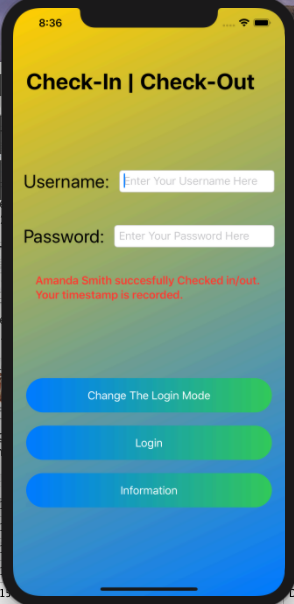 8:36
Check-In | Check-Out
Username:
Enter Your Username Here
Password:
Enter Your Password Here
Amanda Smith succesfully Checked in/out.
Your timestamp is recorded.
Change The Login Mode
Login
Information